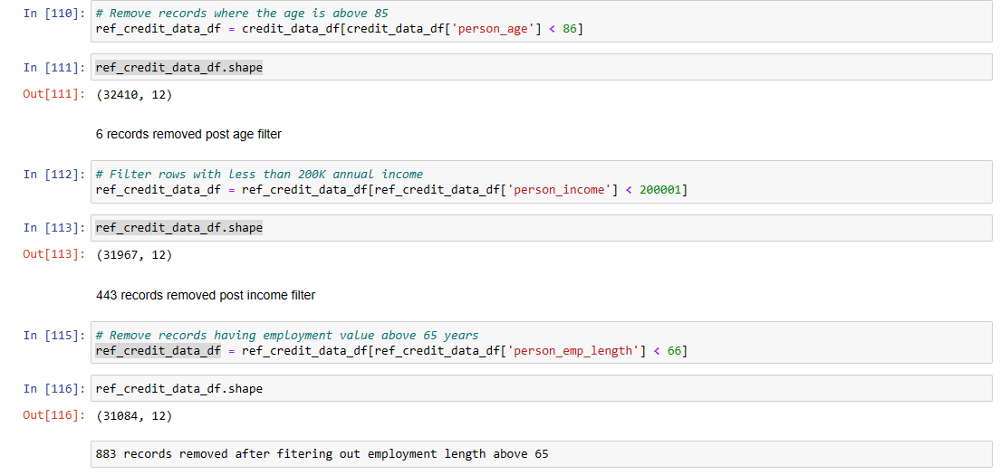 In [110]: # Remove records where the age is above 85
ref_credit_data_df = credit_data_df[credit_data_df['person_age'] < 86]
In [111]: ref_credit_data_df.shape
Out[111]: (32410, 12)
6 records removed post age filter
In [112]: # Filter rows with less than 200K annual income
ref_credit_data_df = ref_credit_data_df[ref_credit_data_df['person_income'] < 200001]
In [113]: ref_credit_data_df.shape
Out[113]: (31967, 12)
443 records removed post income filter
In [115]: # Remove records having employment value above 65 years
ref_credit_data_df = ref_credit_data_df[ref_credit_data_df['person_emp_length'] < 66]
In [116]: ref_credit_data_df.shape
Out[116]: (31084, 12)
883 records removed after fitering out employment length above 65